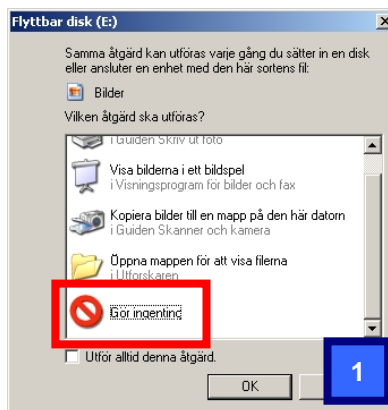 Flyttbar disk (E:)
Samma åtgärd kan utföras varje gång du sätter in en disk
eller ansluter en enhet med den här sortens fil:
Bilder
Vilken åtgärd ska utföras?
i Guiden Skriv ut foto
Visa bilderna i ett bildspel
i Visningsprogram för bilder och fax
Kopiera bilder till en mapp på den här datorn
i Guiden Skanner och kamera
Öppna mappen för att visa filerna
i Utforskaren
Gör ingenting
Utför alltid denna åtgärd.
OK
1